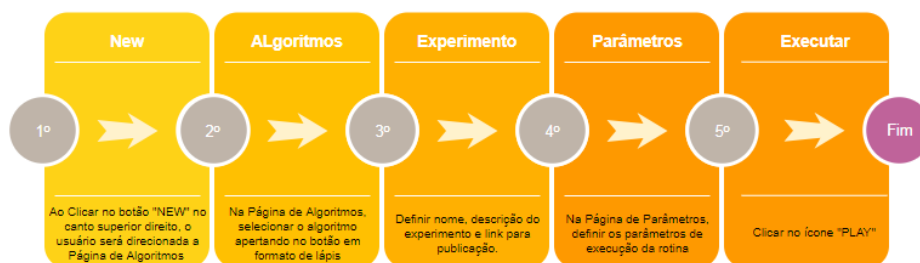 New
ALgoritmos
Experimento
Parâmetros
Executar
1º
2º
3º
4º
5º
Fim
Ao Clicar no botão "NEW" no
canto superior direito, o
usuário será direcionada a
Página de Algoritmos
Na Página de Algoritmos,
selecionar o algoritmo
apertando no botão em
formato de lápis
Definir nome, descrição do
experimento e link para
publicação.
Na Página de Parâmetros,
definir os parâmetros de
execução da rotina
Clicar no ícone "PLAY"